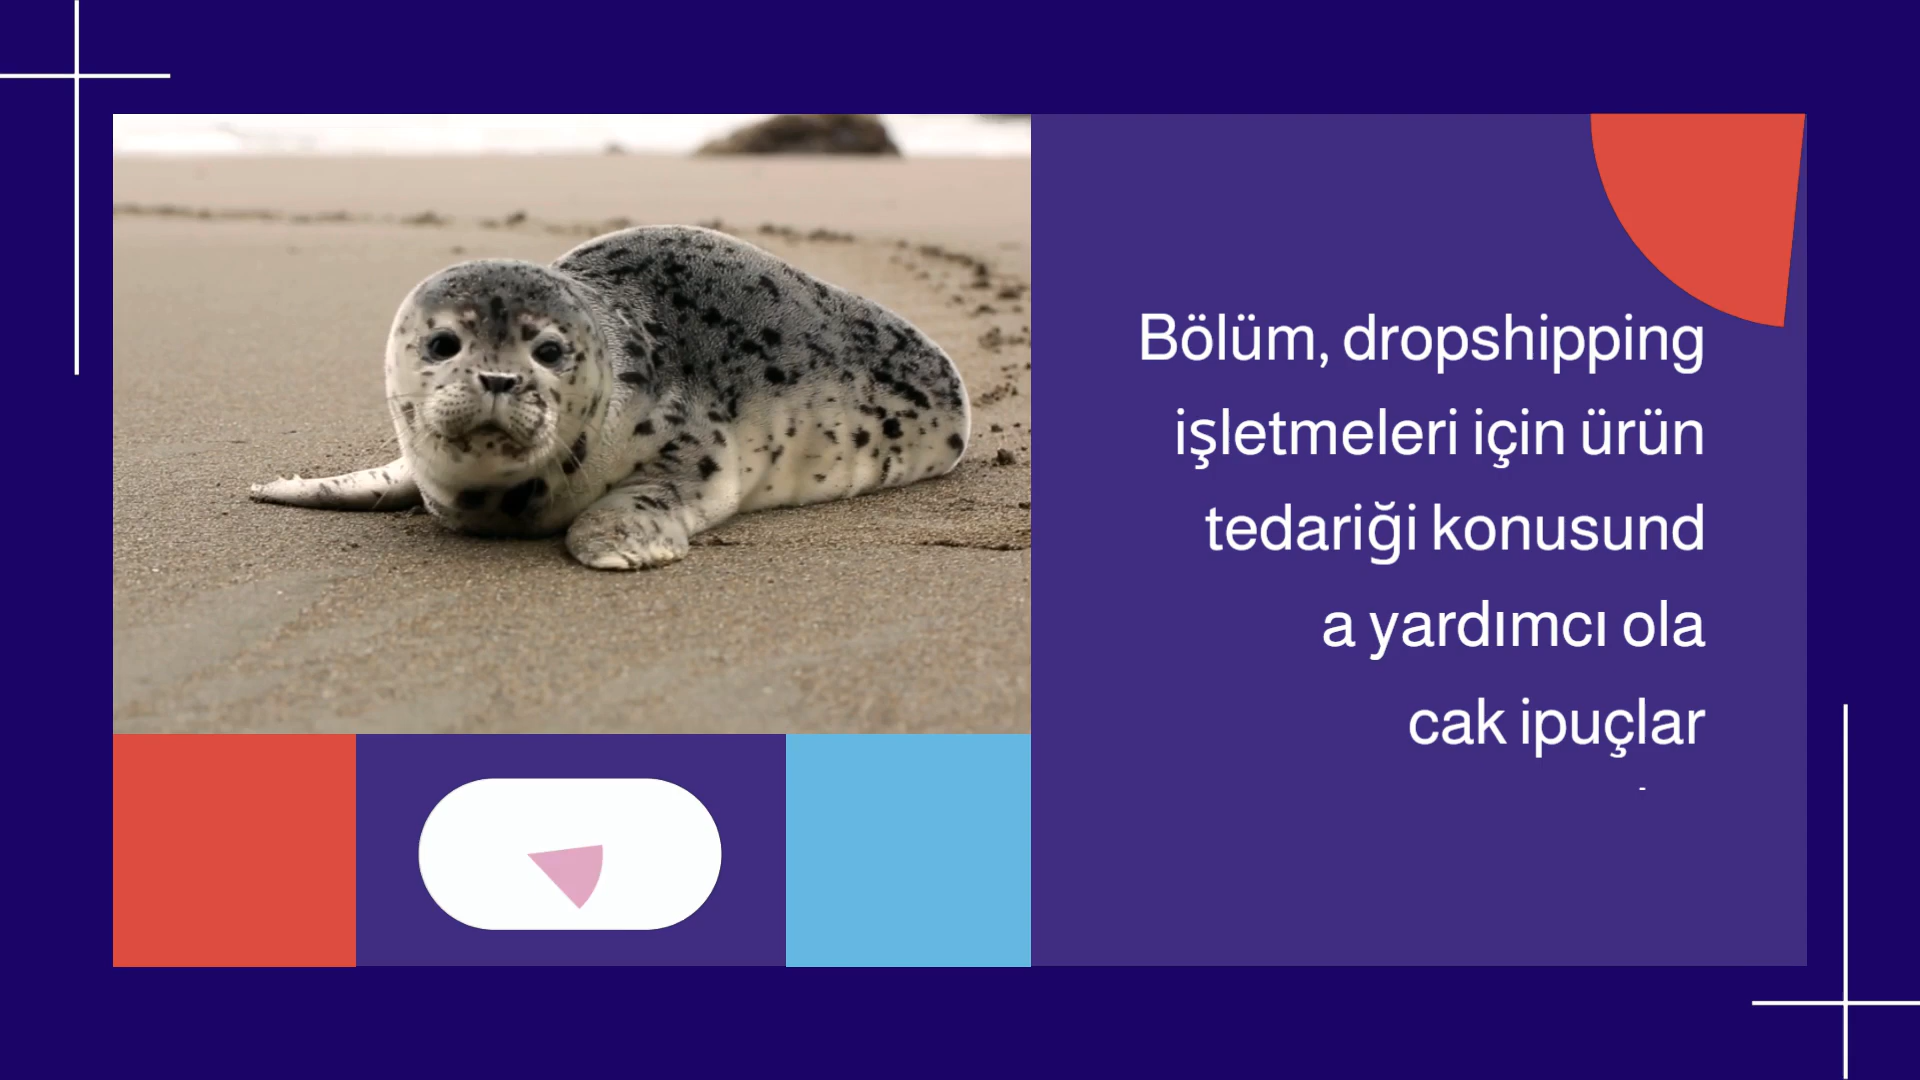 Bölüm, dropshipping
işletmeleri için ürün
tedariği konusund
a yardımcı ola
cak ipuçlar